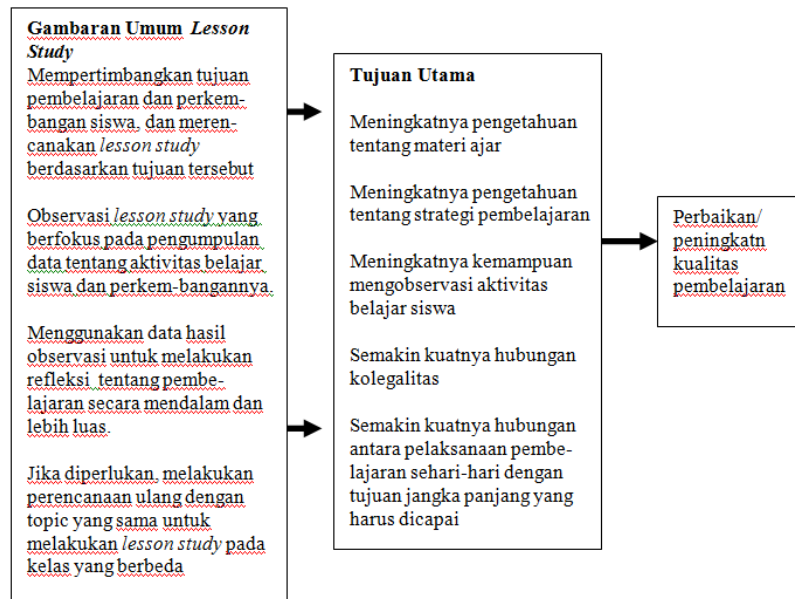 Gambaran Umum Lesson
Study
Mempertimbangkan tujuan
pembelajaran dan perkem-
bangan siswa, dan meren-
canakan lesson study
berdasarkan tujuan tersebut
Observasi lesson study yang
berfokus pada pengumpulan
data tentang aktivitas belajar
siswa dan perkem-bangannya.
Menggunakan data hasil
observasi untuk melakukan
refleksi tentang pembe-
lajaran secara mendalam dan
lebih luas.
Jika diperlukan, melakukan
perencanaan ulang dengan
topic yang sama untuk
melakukan lesson study pada
kelas yang berbeda
Tujuan Utama
Meningkatnya pengetahuan
tentang materi ajar
Meningkatnya pengetahuan
tentang strategi pembelajaran
Meningkatnya kemampuan
mengobservasi aktivitas
belajar siswa
Semakin kuatnya hubungan
kolegalitas
Semakin kuatnya hubungan
antara pelaksanaan pembe-
lajaran sehari-hari dengan
tujuan jangka panjang yang
harus dicapai
Perbaikan/
peningkatn
kualitas
pembelajaran